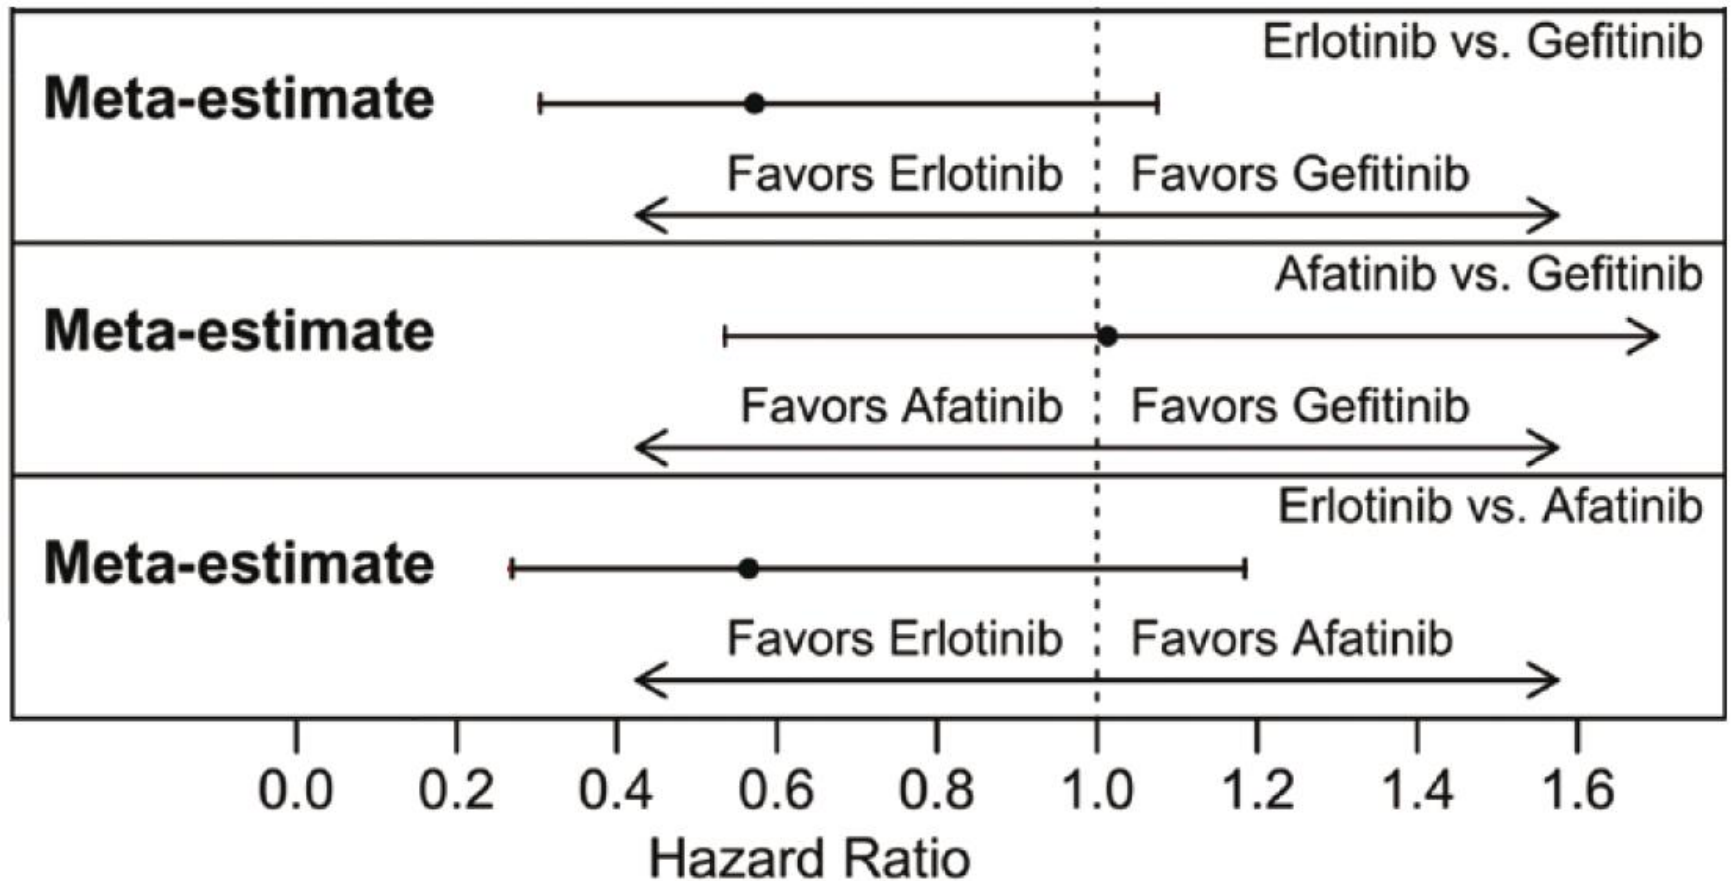 Erlotinib vs. Gefitinib
Meta-estimate
Favors Erlotinib Favors Gefitinib
Afatinib vs. Gefitinib
Meta-estimate
Favors Afatinib Favors Gefitinib
Erlotinib vs. Afatinib
Meta-estimate
Favors Erlotinib Favors Afatinib
0.0 0.2 0.4 0.6 0.8 1.0 1.2 1.4 1.6
Hazard Ratio